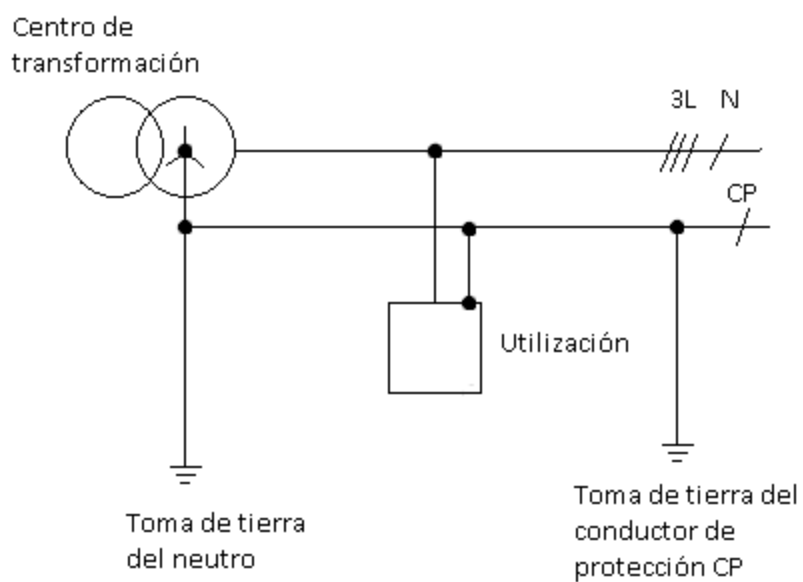 Centro de
transformación
3L N
CP
Utilización
Toma de tierra
del neutro
Toma de tierra del
conductor de
protección CP